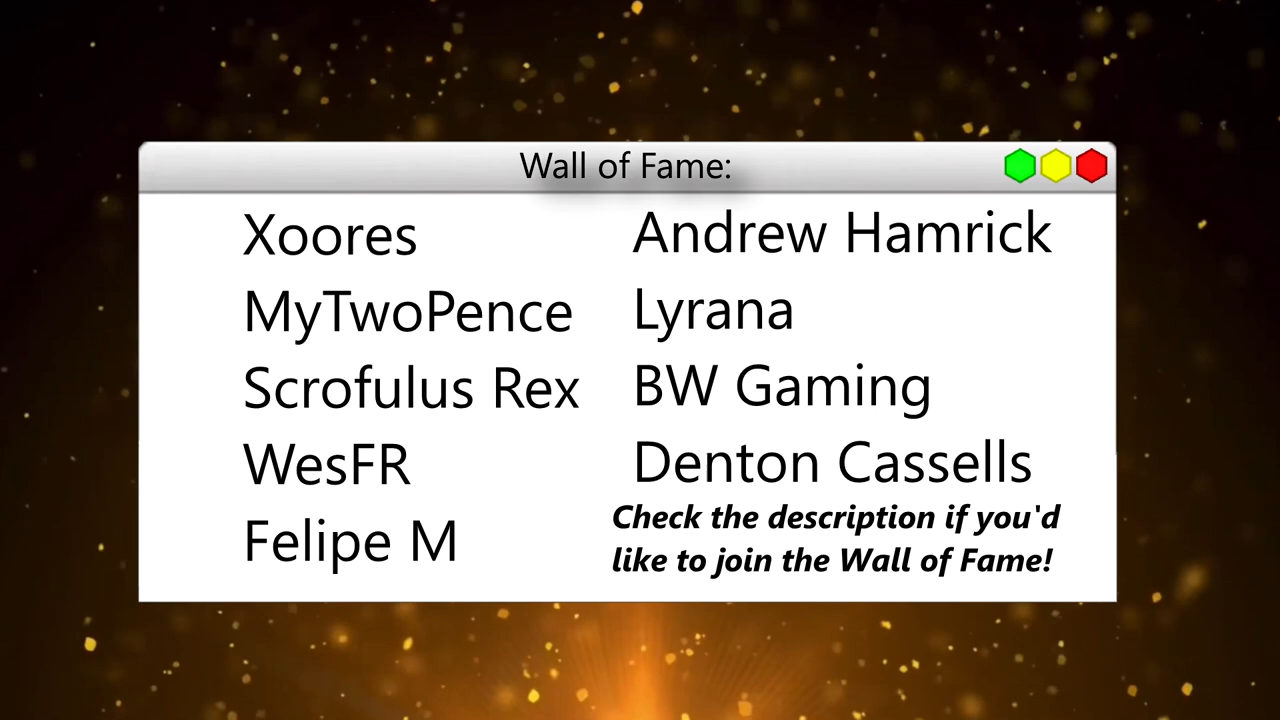 Wall of Fame:
Xoores
MyTwoPence
Scrofulus Rex
WesFR
Felipe M
Andrew Hamrick
Lyrana
BW Gaming
Denton Cassells
Check the description if you'd
like to join the Wall of Fame!